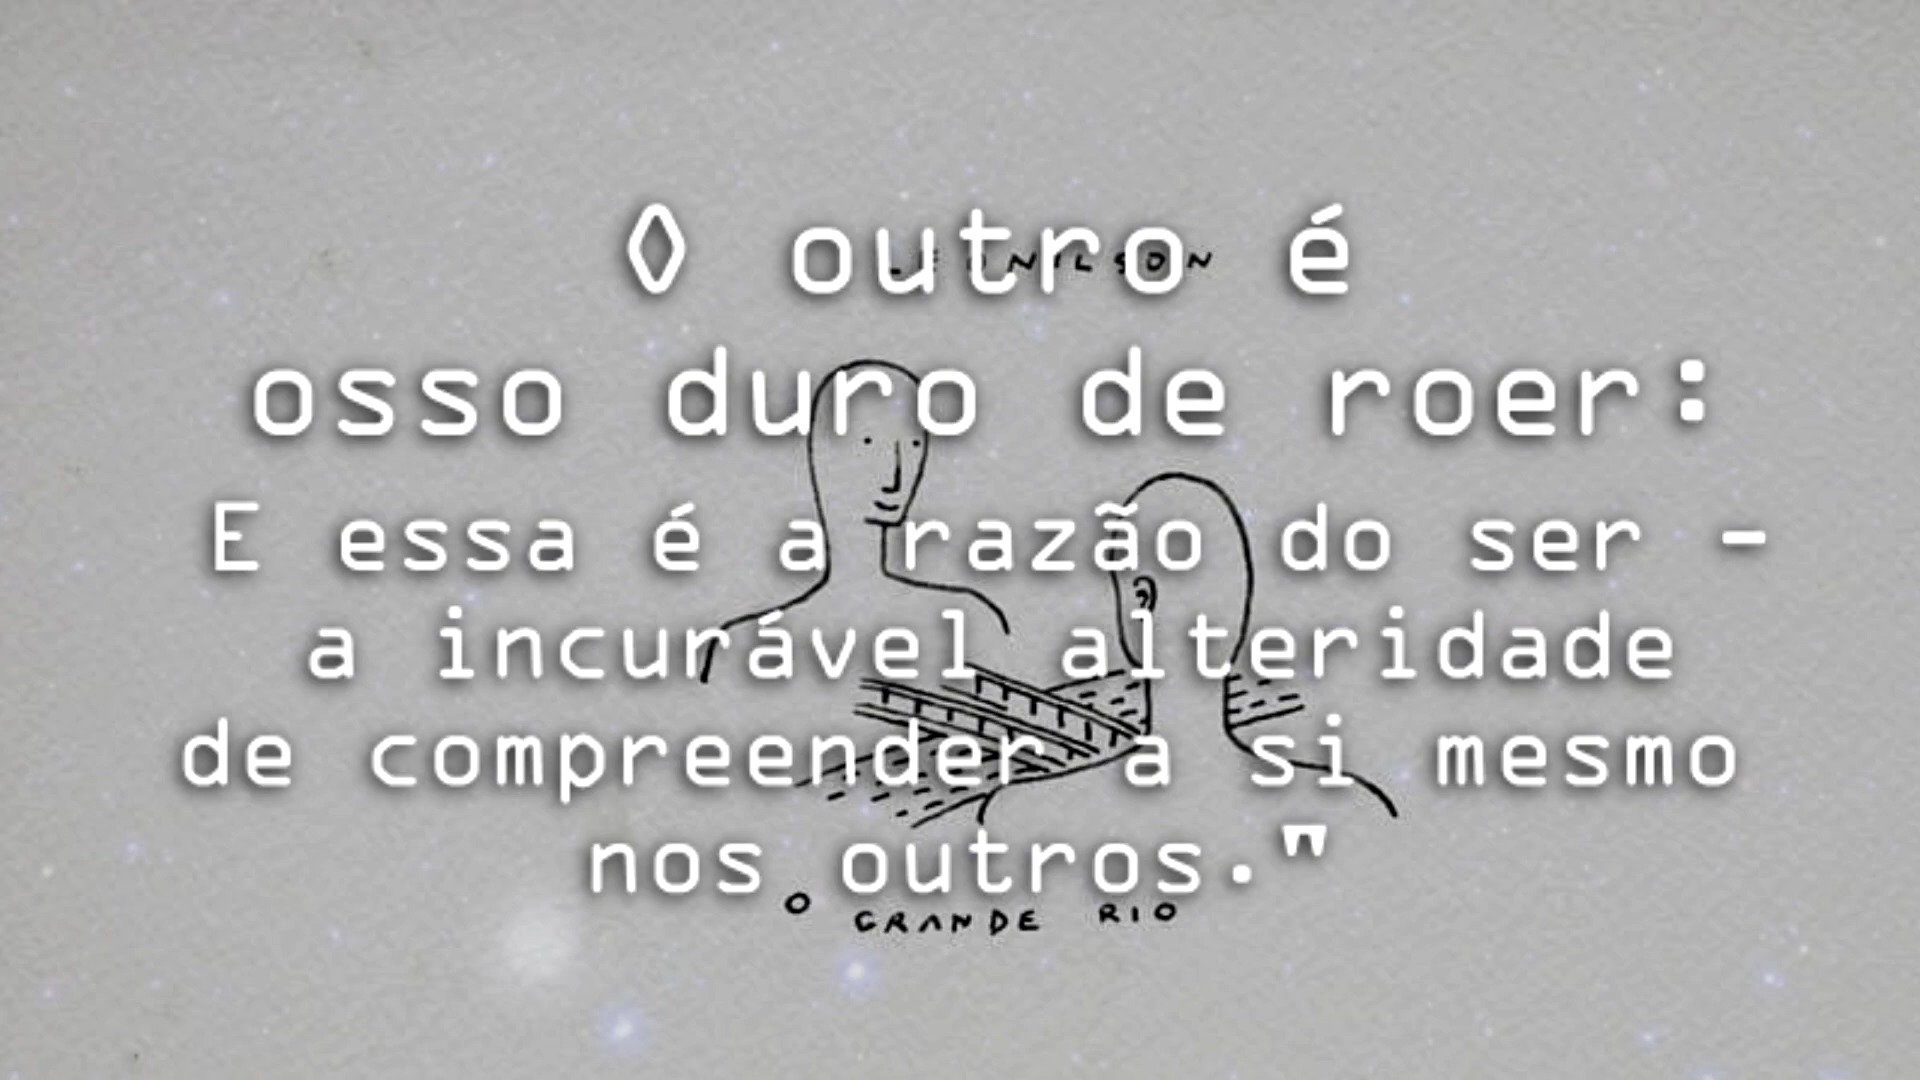 O outro é
LEONILSON
osso duro de roer:
E essa é a razão do ser -
a incurável alteridade
de compreender a si mesmo
nos outros."
O GRANDE RIO